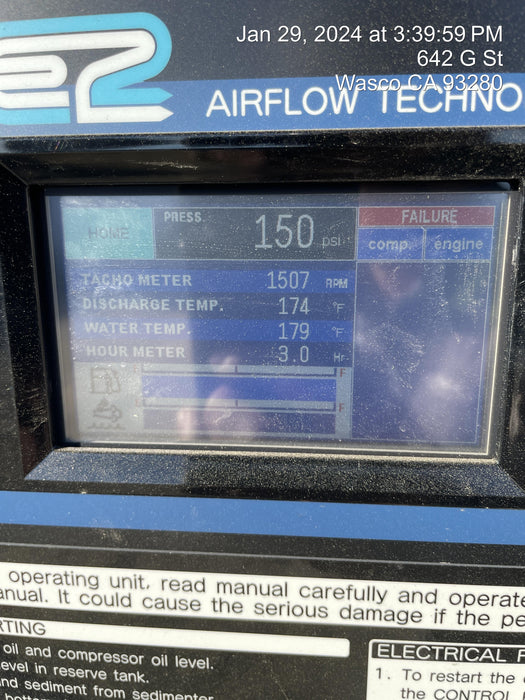 Jan 29, 2024 at 3:39:59 PM
642 G St
Wasco CA 93280
AIRFLOW TECHNO
HOME
PRESS. 150 psi
FAILURE
comp. engine
TACHO METER 1507 RPM
DISCHARGE TEMP. 174 °F
WATER TEMP. 179 °F
HOUR METER 3.0 Hr
F
F
operating unit, read manual carefully and operate
anual. It could cause the serious damage if the pe
RTING
oil and compressor oil level.
evel in reserve tank.
nd sediment from sedimenter
ELECTRICAL
1. To restart the
the CONTROL